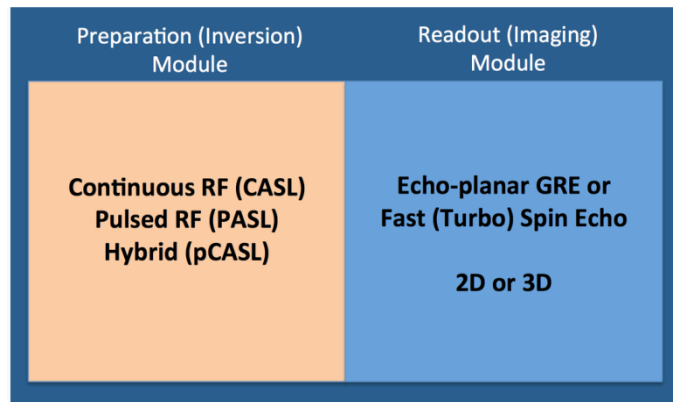 Preparation (Inversion)
Module
Readout (Imaging)
Module
Continuous RF (CASL)
Pulsed RF (PASL)
Hybrid (pCASL)
Echo-planar GRE or
Fast (Turbo) Spin Echo
2D or 3D